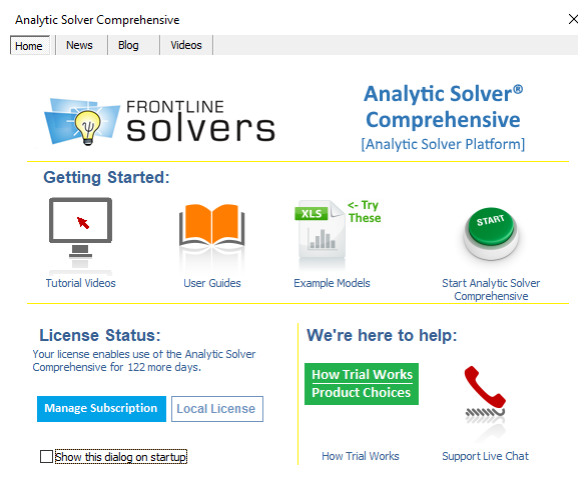 Analytic Solver Comprehensive
Home News Blog Videos
FRONTLINE
solvers
Analytic Solver®
Comprehensive
[Analytic Solver Platform]
Getting Started:
XLS
<- Try
These
START
Tutorial Videos
User Guides
Example Models
Start Analytic Solver
Comprehensive
License Status:
Your license enables use of the Analytic Solver
Comprehensive for 122 more days.
Manage Subscription
Local License
Show this dialog on startup
We're here to help:
How Trial Works
Product Choices
How Trial Works
Support Live Chat